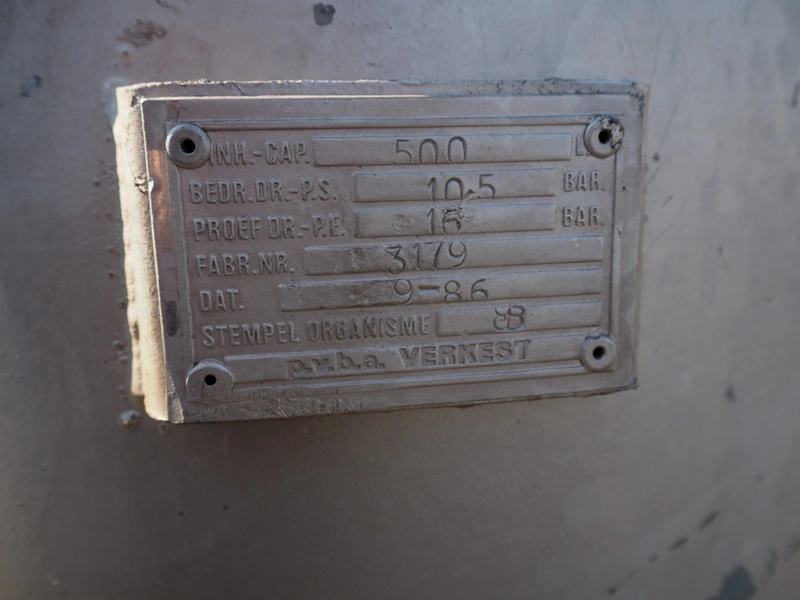 INH.-CAP. 500 L.
BEDR.DR.-P.S. 10.5 BAR.
PROEF DR.-P.E. 16 BAR.
FABR.NR. 3179
DAT. 9-86
STEMPEL ORGANISME
p.v.b.a. VERKEST